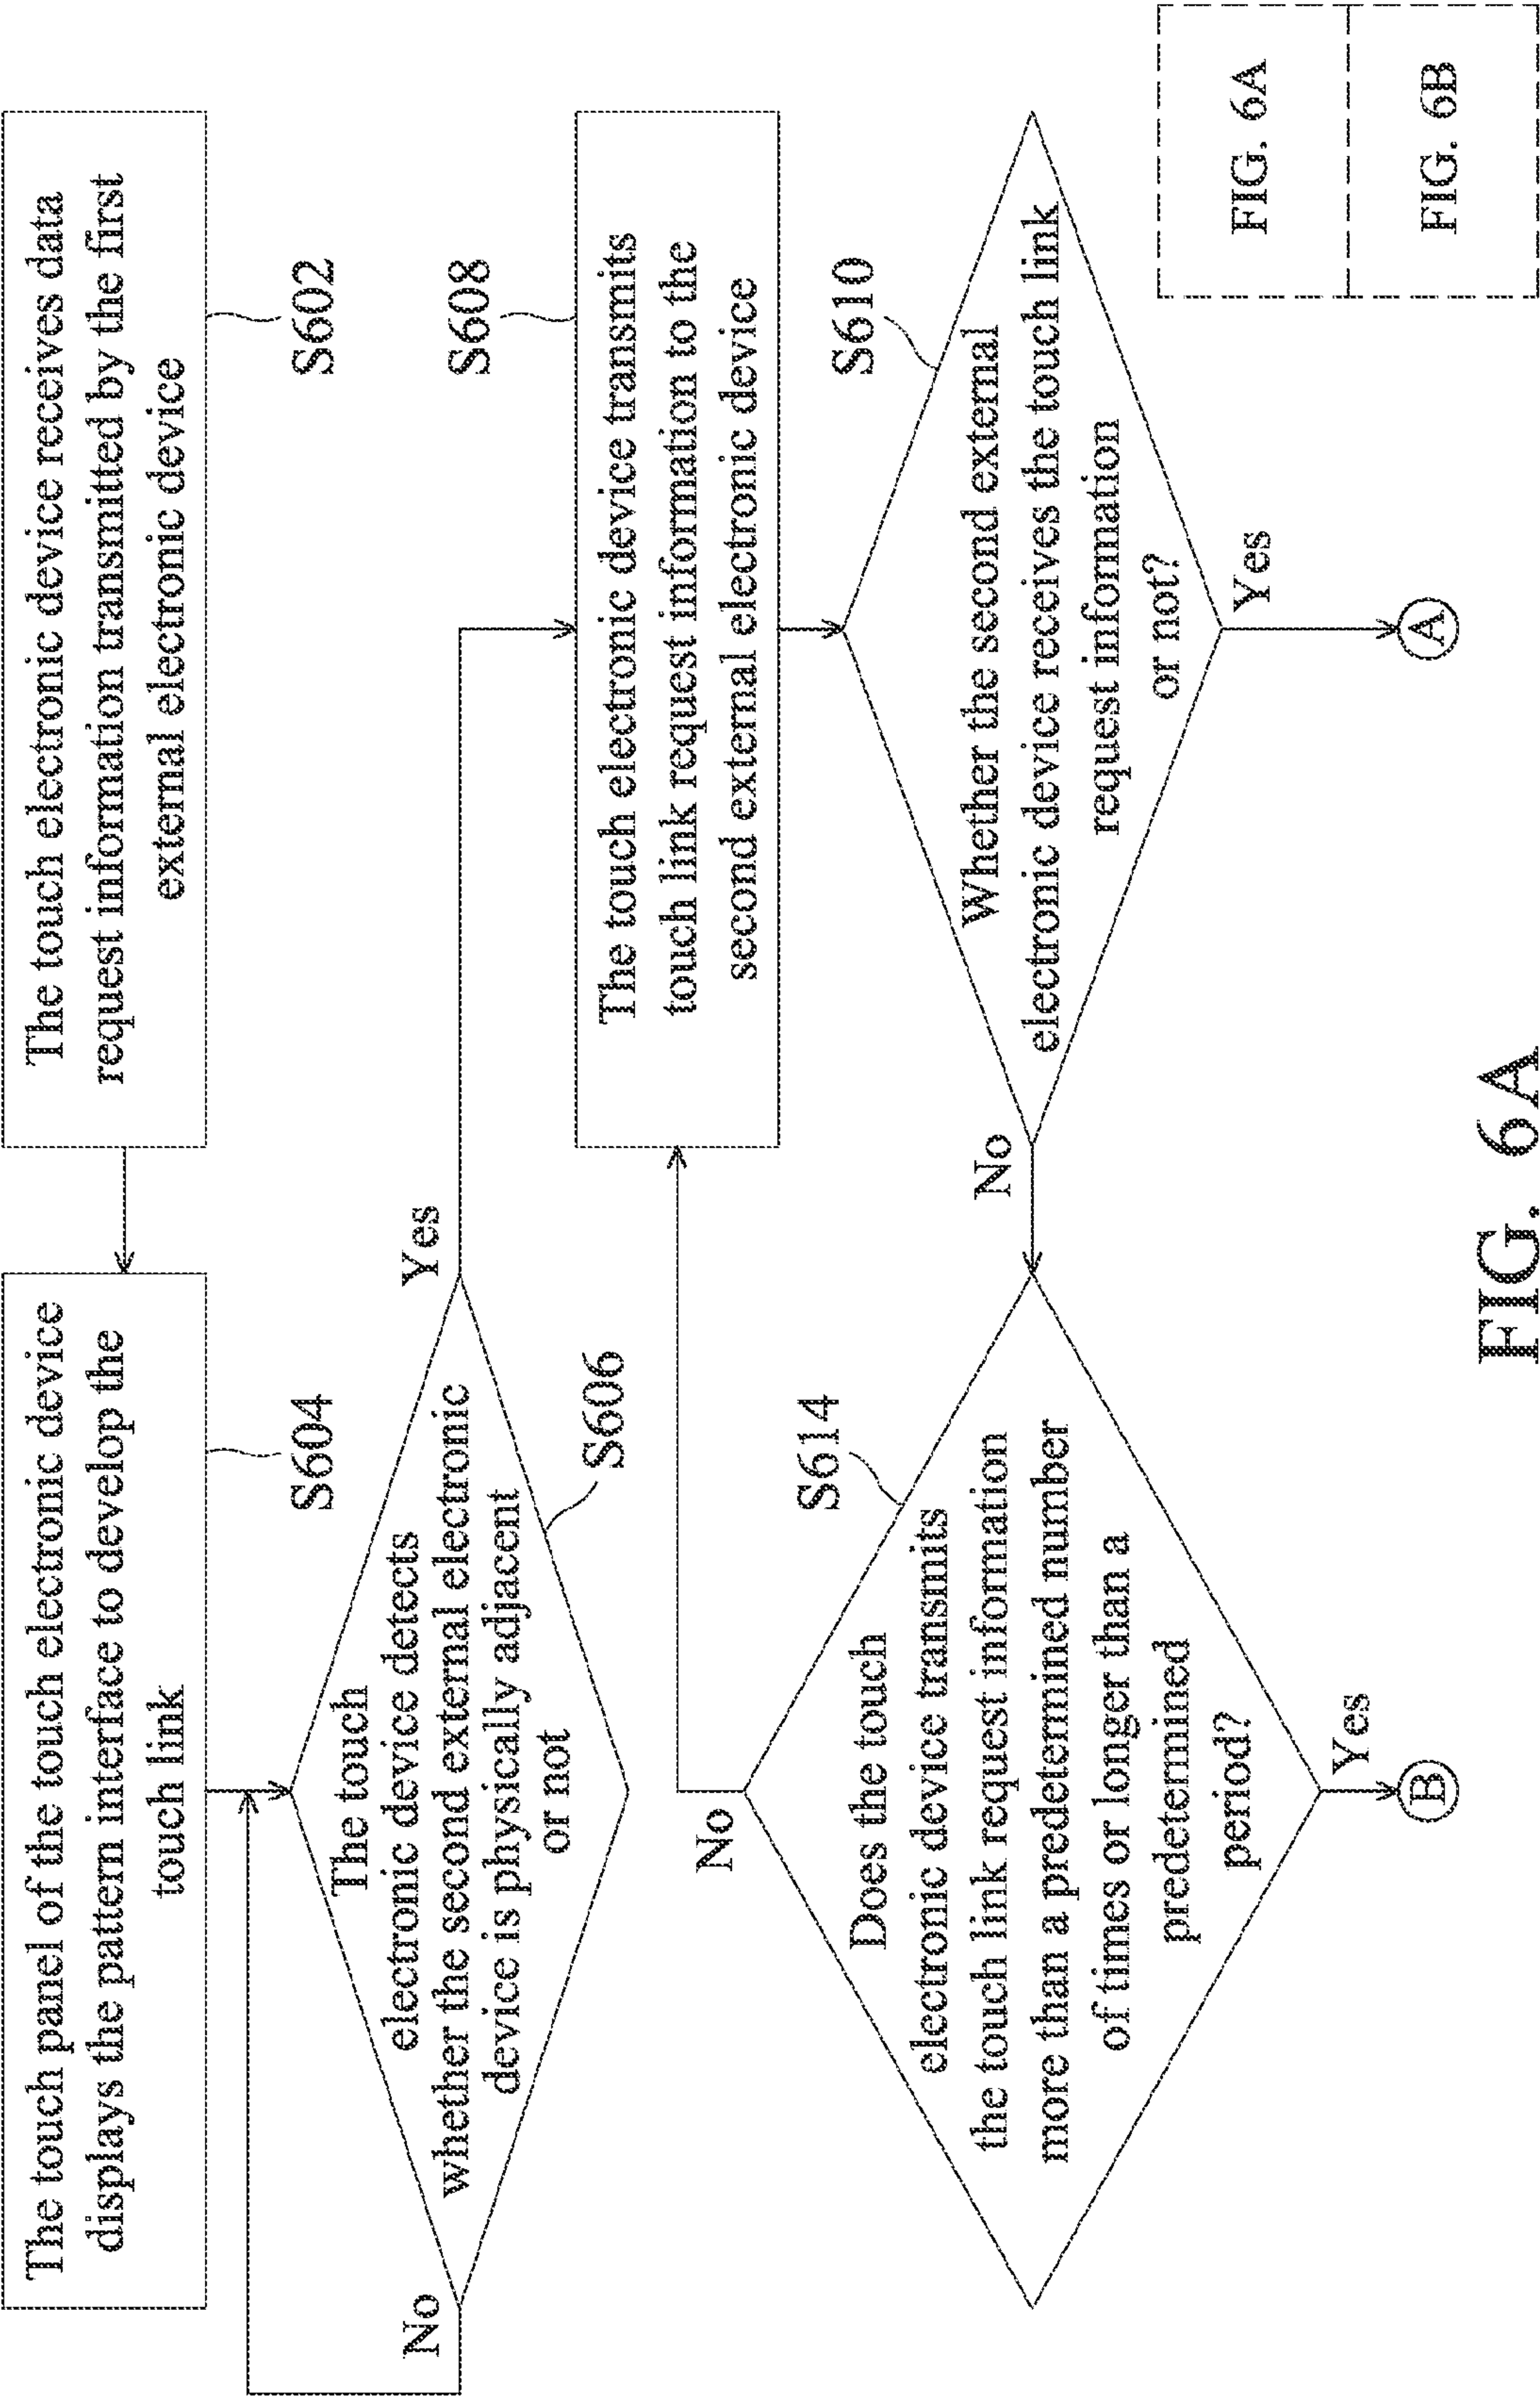 The touch electronic device receives data
request information transmitted by the first
external electronic device
S602
The touch panel of the touch electronic device
displays the pattern interface to develop the
touch link
S604
The touch
electronic device detects
whether the second external electronic
device is physically adjacent
or not
S606
No
Yes
The touch electronic device transmits
touch link request information to the
second external electronic device
S608
Whether the second external
electronic device receives the touch link
request information
or not?
S610
No
Yes
A
Does the touch
electronic device transmits
the touch link request information
more than a predetermined number
of times or longer than a
predetermined
period?
S614
No
Yes
B
FIG. 6A
FIG. 6B
FIG. 6A